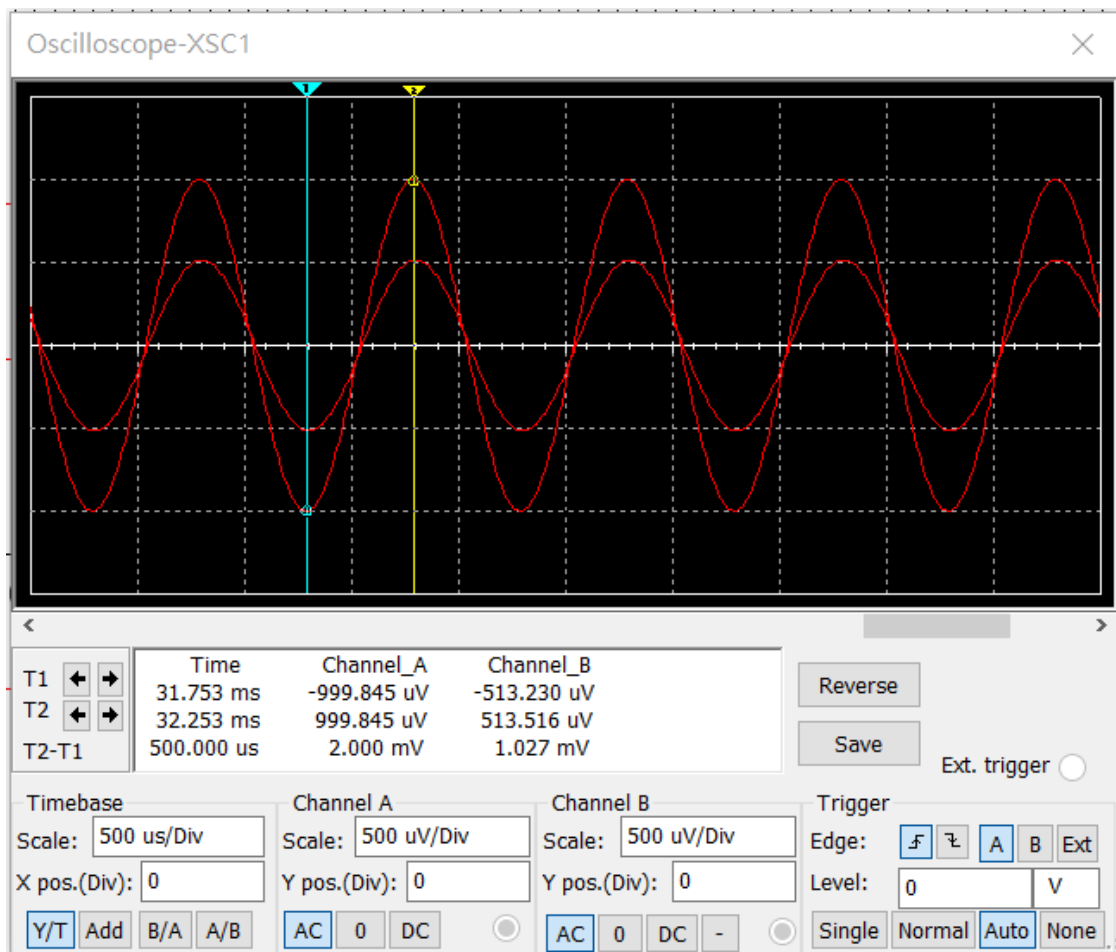 Oscilloscope-XSC1
1
2
T1
T2
T2-T1
Time Channel_A Channel_B
31.753 ms -999.845 uV -513.230 uV
32.253 ms 999.845 uV 513.516 uV
500.000 us 2.000 mV 1.027 mV
Reverse
Save
Ext. trigger
Timebase
Scale: 500 us/Div
X pos.(Div): 0
Y/T Add B/A A/B
Channel A
Scale: 500 uV/Div
Y pos.(Div): 0
AC 0 DC
Channel B
Scale: 500 uV/Div
Y pos.(Div): 0
AC 0 DC -
Trigger
Edge: A B Ext
Level: 0 V
Single Normal Auto None